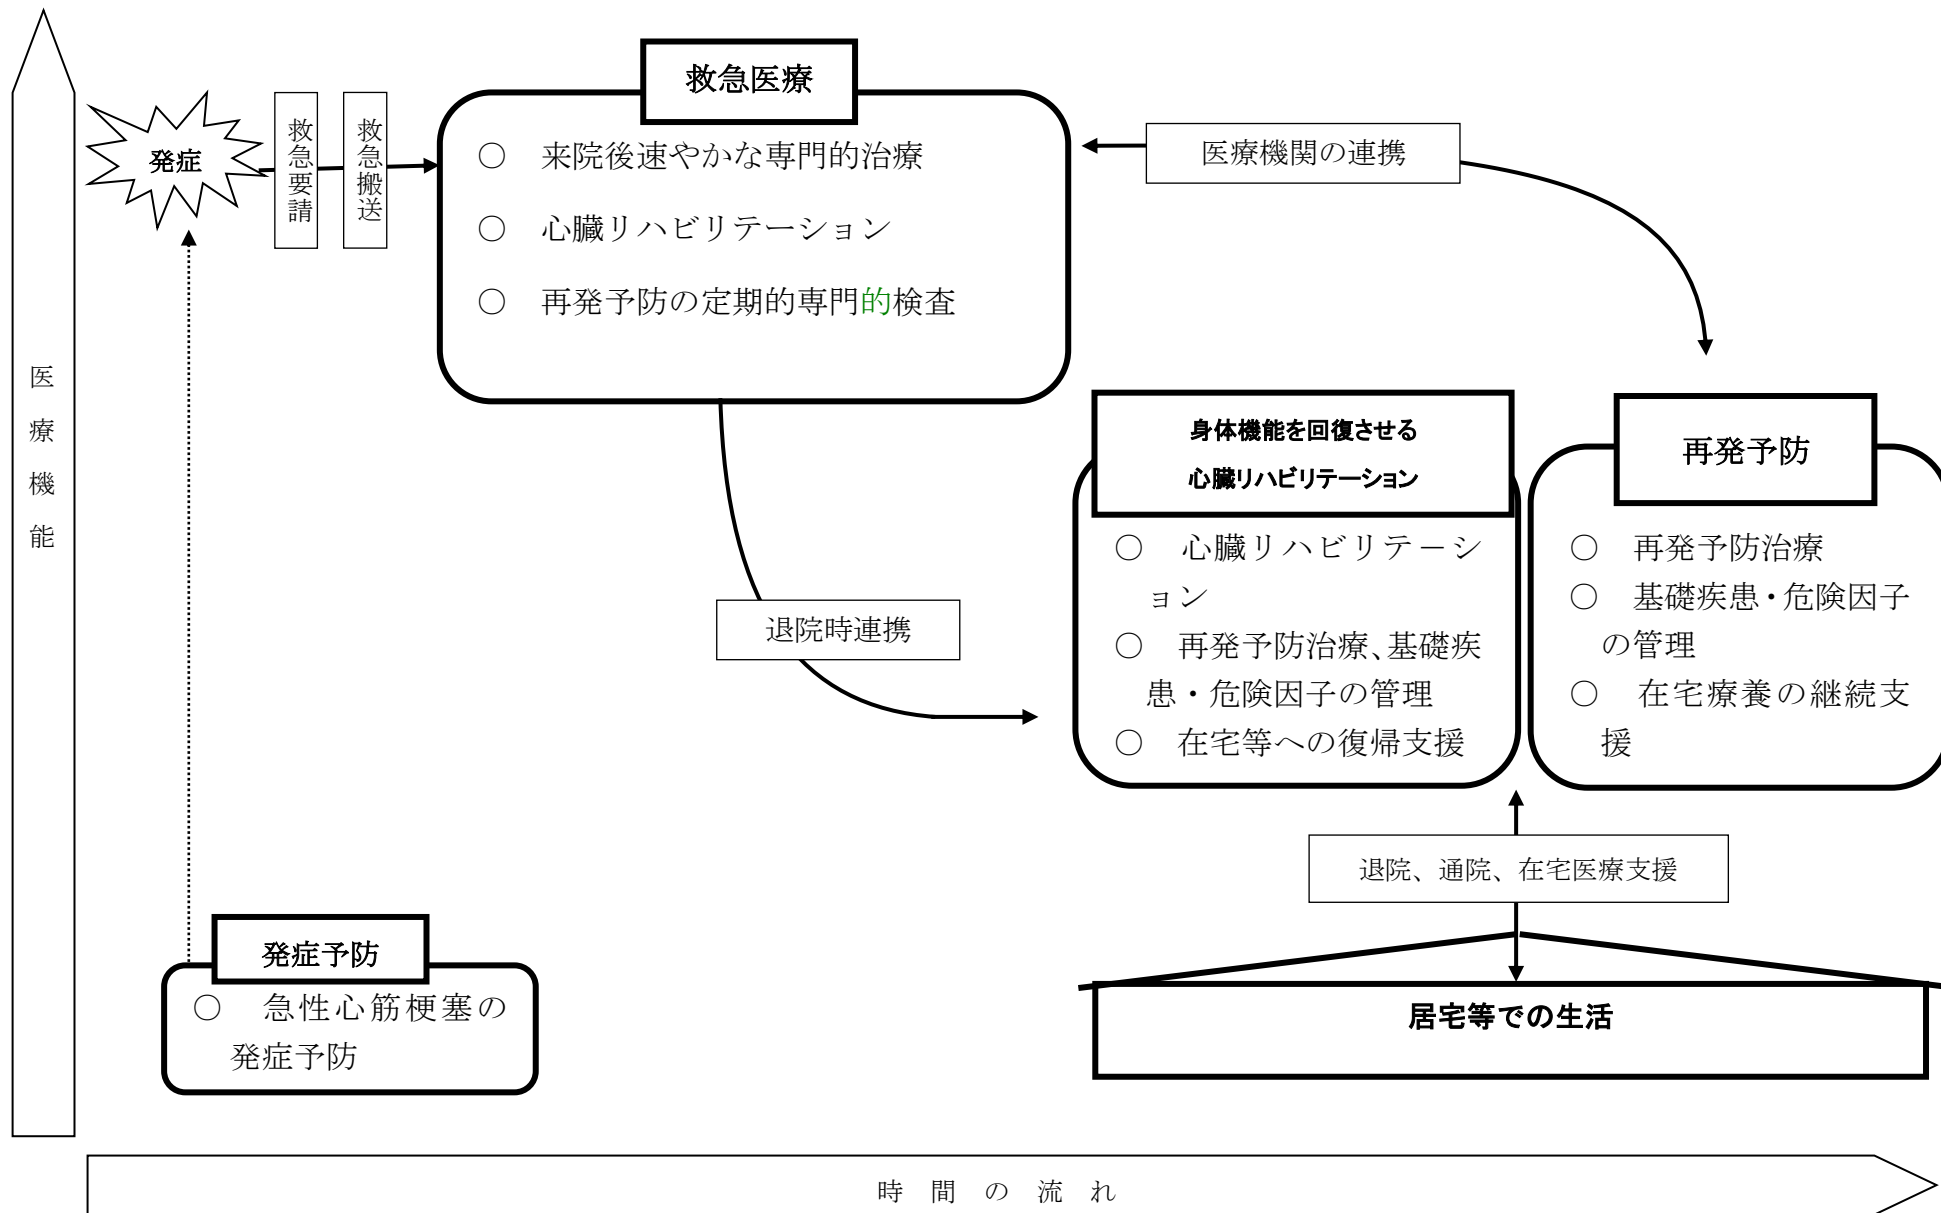 救急医療
発症
救急要請
救急搬送
○　来院後速やかな専門的治療
○　心臓リハビリテーション
○　再発予防の定期的専門的検査
医療機関の連携
医療機能
身体機能を回復させる
心臓リハビリテーション
○　心臓リハビリテーシ
ョン
○　再発予防治療、基礎疾
患・危険因子の管理
○　在宅等への復帰支援
再発予防
○　再発予防治療
○　基礎疾患・危険因子
の管理
○　在宅療養の継続支
援
退院時連携
退院、通院、在宅医療支援
発症予防
○　急性心筋梗塞の
発症予防
居宅等での生活
時間の流れ